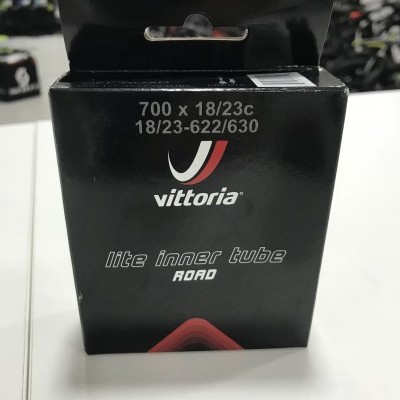 700 x 18/23c
18/23-622/630
vittoria®
lite inner tube
ROAD